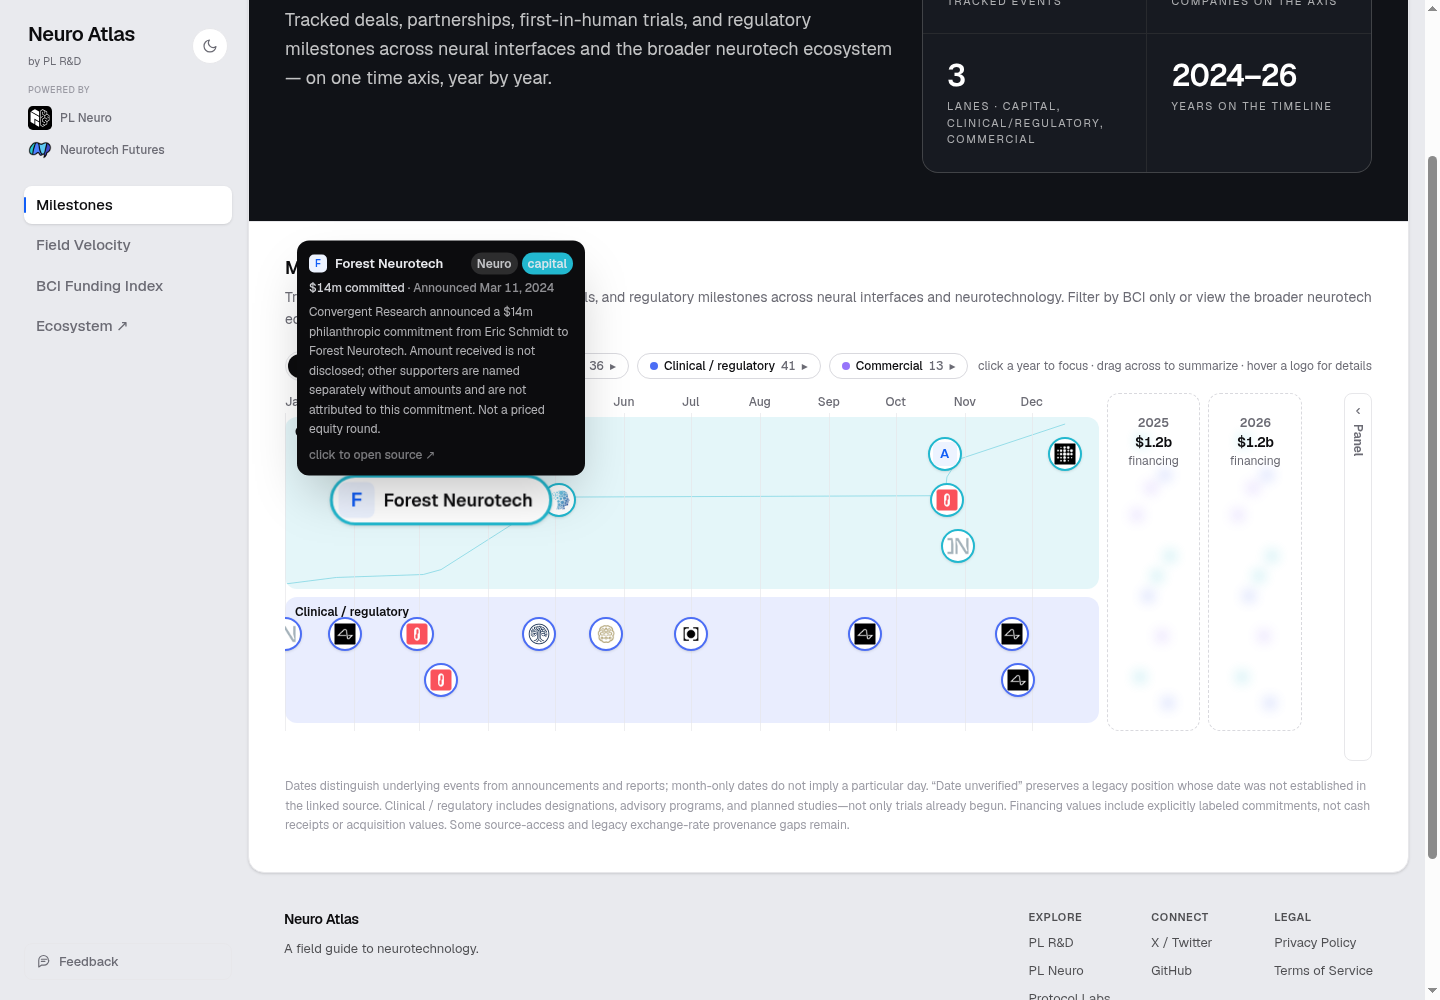 Neuro Atlas
by PL R&D
POWERED BY
PL Neuro
Neurotech Futures
Milestones
Field Velocity
BCI Funding Index
Ecosystem ↗
Feedback
Tracked deals, partnerships, first-in-human trials, and regulatory
milestones across neural interfaces and the broader neurotech ecosystem
— on one time axis, year by year.
TRACKED EVENTS
COMPANIES ON THE AXIS
3
LANES · CAPITAL,
CLINICAL/REGULATORY,
COMMERCIAL
2024–26
YEARS ON THE TIMELINE
F Forest Neurotech Neuro capital
$14m committed · Announced Mar 11, 2024
Convergent Research announced a $14m
philanthropic commitment from Eric Schmidt to
Forest Neurotech. Amount received is not
disclosed; other supporters are named
separately without amounts and are not
attributed to this commitment. Not a priced
equity round.
click to open source ↗
and regulatory milestones across neural interfaces and neurotechnology. Filter by BCI only or view the broader neurotech
36 ▸
Clinical / regulatory 41 ▸
Commercial 13 ▸
click a year to focus · drag across to summarize · hover a logo for details
Jun Jul Aug Sep Oct Nov Dec
F Forest Neurotech
A
Clinical / regulatory
2025
$1.2b
financing
2026
$1.2b
financing
‹ Panel
Dates distinguish underlying events from announcements and reports; month-only dates do not imply a particular day. “Date unverified” preserves a legacy position whose date was not established in
the linked source. Clinical / regulatory includes designations, advisory programs, and planned studies—not only trials already begun. Financing values include explicitly labeled commitments, not cash
receipts or acquisition values. Some source-access and legacy exchange-rate provenance gaps remain.
Neuro Atlas
A field guide to neurotechnology.
EXPLORE
PL R&D
PL Neuro
Protocol Labs
CONNECT
X / Twitter
GitHub
LEGAL
Privacy Policy
Terms of Service